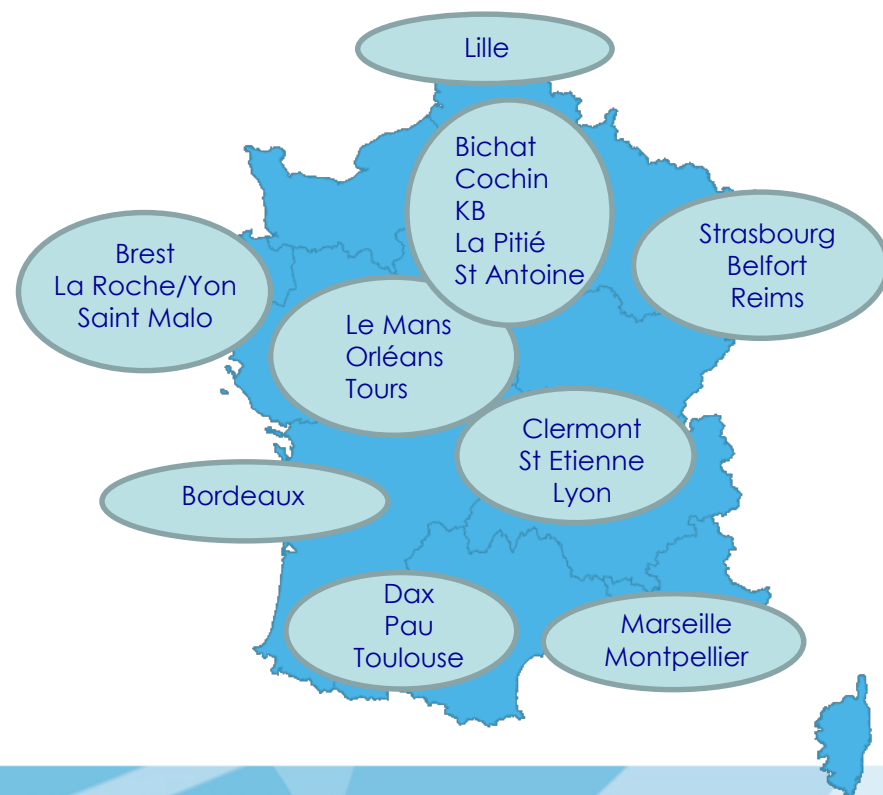 Lille
Bichat
Cochin
KB
La Pitié
St Antoine
Strasbourg
Belfort
Reims
Brest
La Roche/Yon
Saint Malo
Le Mans
Orléans
Tours
Clermont
St Etienne
Lyon
Bordeaux
Dax
Pau
Toulouse
Marseille
Montpellier